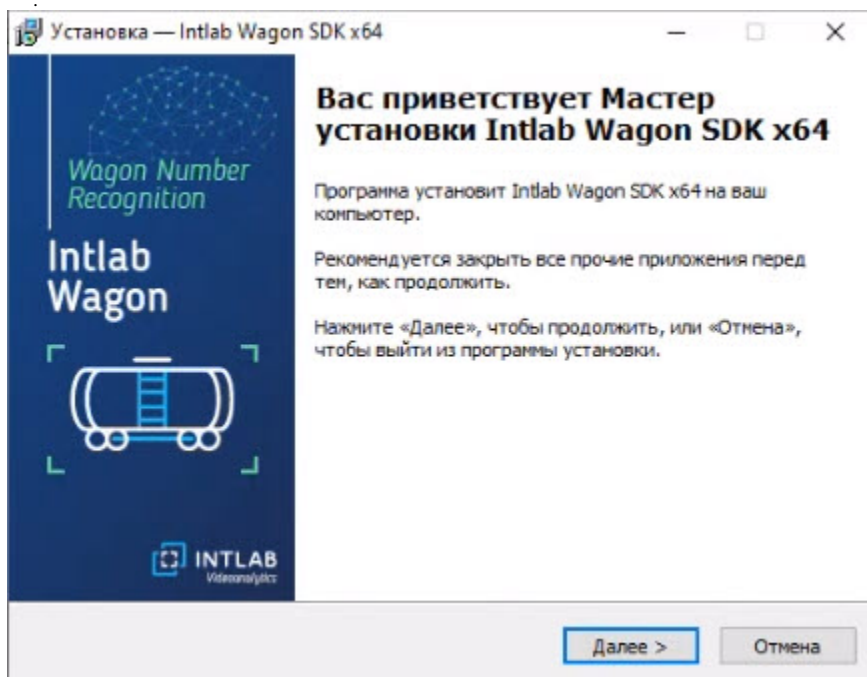 Установка — Intlab Wagon SDK x64
Wagon Number
Recognition
Intlab
Wagon
INTLAB
Videoanalytics
Вас приветствует Мастер
установки Intlab Wagon SDK x64
Программа установит Intlab Wagon SDK x64 на ваш
компьютер.
Рекомендуется закрыть все прочие приложения перед
тем, как продолжить.
Нажмите «Далее», чтобы продолжить, или «Отмена»,
чтобы выйти из программы установки.
Далее >
Отмена